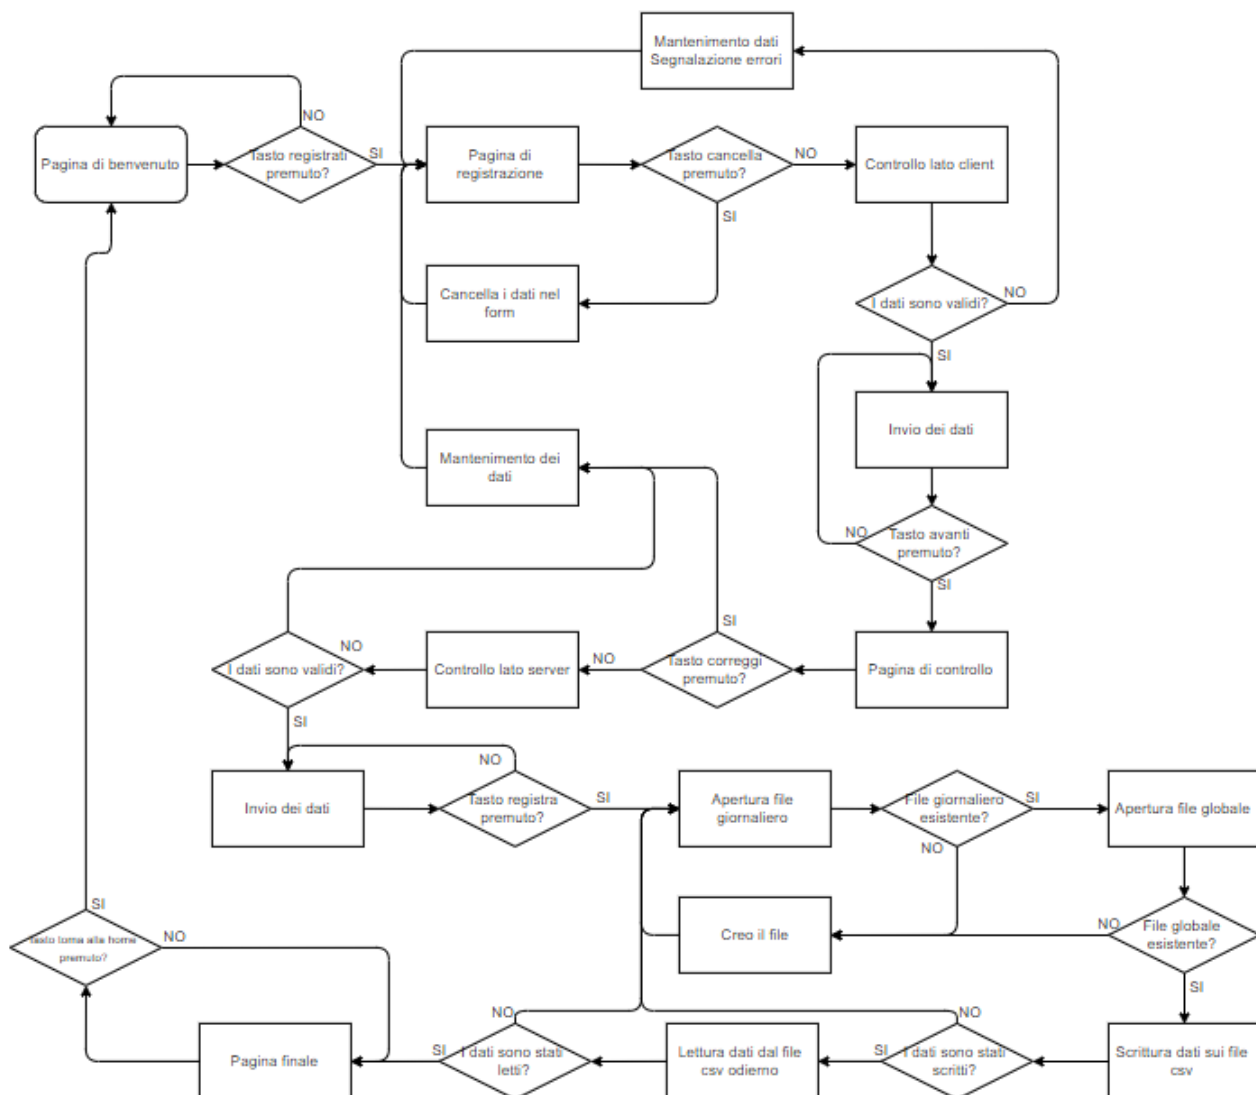 Mantenimento dati
Segnalazione errori
NO
Pagina di benvenuto
Tasto registrati
premuto?
SI
Pagina di
registrazione
Tasto cancella
premuto?
NO
Controllo lato client
SI
Cancella i dati nel
form
I dati sono validi?
NO
SI
Invio dei dati
Mantenimento dei
dati
NO
Tasto avanti
premuto?
SI
SI
I dati sono validi?
NO
Controllo lato server
NO
Tasto correggi
premuto?
Pagina di controllo
SI
NO
Invio dei dati
Tasto registra
premuto?
SI
Apertura file
giornaliero
File giornaliero
esistente?
SI
Apertura file globale
NO
SI
Tasto torna alla home
premuto?
NO
Creo il file
NO
File globale
esistente?
SI
NO
NO
Pagina finale
SI
I dati sono stati
letti?
Lettura dati dal file
csv odierno
SI
I dati sono stati
scritti?
Scrittura dati sui file
csv